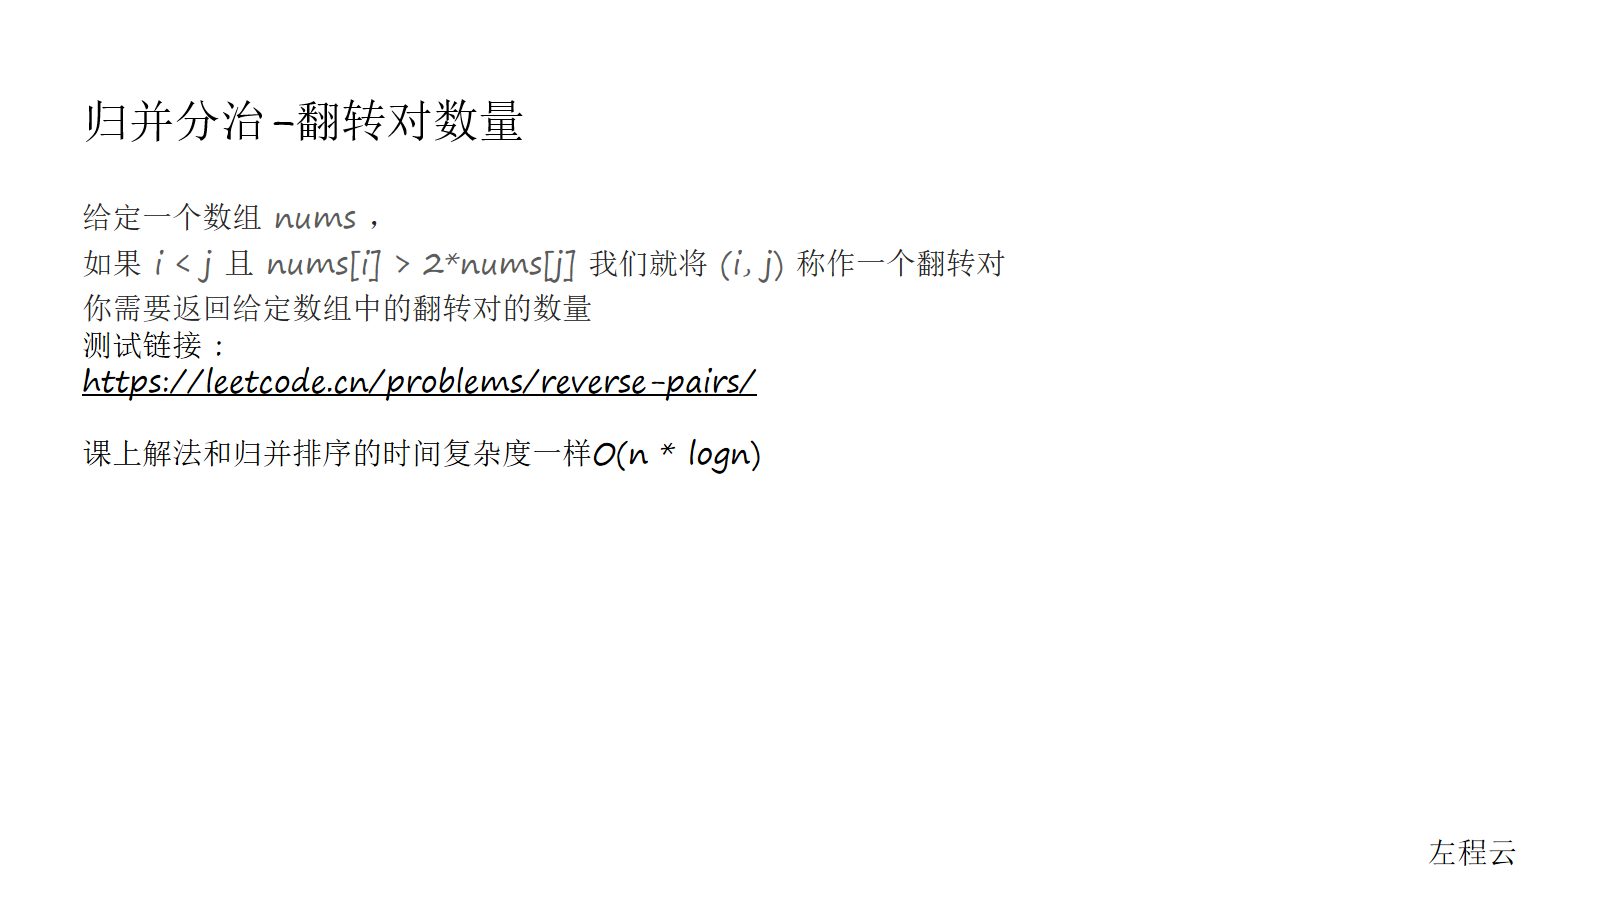 归并分治-翻转对数量
给定一个数组 nums ，
如果 i < j 且 nums[i] > 2*nums[j] 我们就将 (i, j) 称作一个翻转对
你需要返回给定数组中的翻转对的数量
测试链接 :
https://leetcode.cn/problems/reverse-pairs/
课上解法和归并排序的时间复杂度一样O(n * logn)
左程云